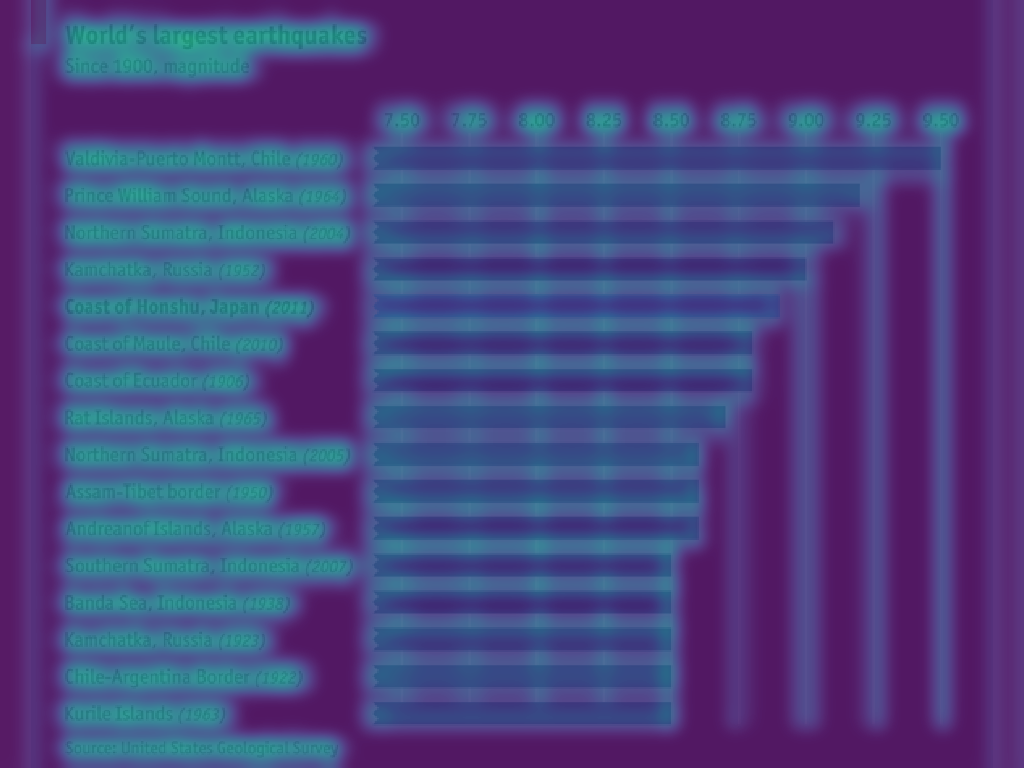 World's largest earthquakes
Since 1900, magnitude
7.50 7.75 8.00 8.25 8.50 8.75 9.00 9.25 9.50
Valdivia-Puerto Montt, Chile (1960)
Prince William Sound, Alaska (1964)
Northern Sumatra, Indonesia (2004)
Kamchatka, Russia (1952)
Coast of Honshu, Japan (2011)
Coast of Maule, Chile (2010)
Coast of Ecuador (1906)
Rat Islands, Alaska (1965)
Northern Sumatra, Indonesia (2005)
Assam-Tibet border (1950)
Andreanof Islands, Alaska (1957)
Southern Sumatra, Indonesia (2007)
Banda Sea, Indonesia (1938)
Kamchatka, Russia (1923)
Chile-Argentina Border (1922)
Kurile Islands (1963)
Source: United States Geological Survey